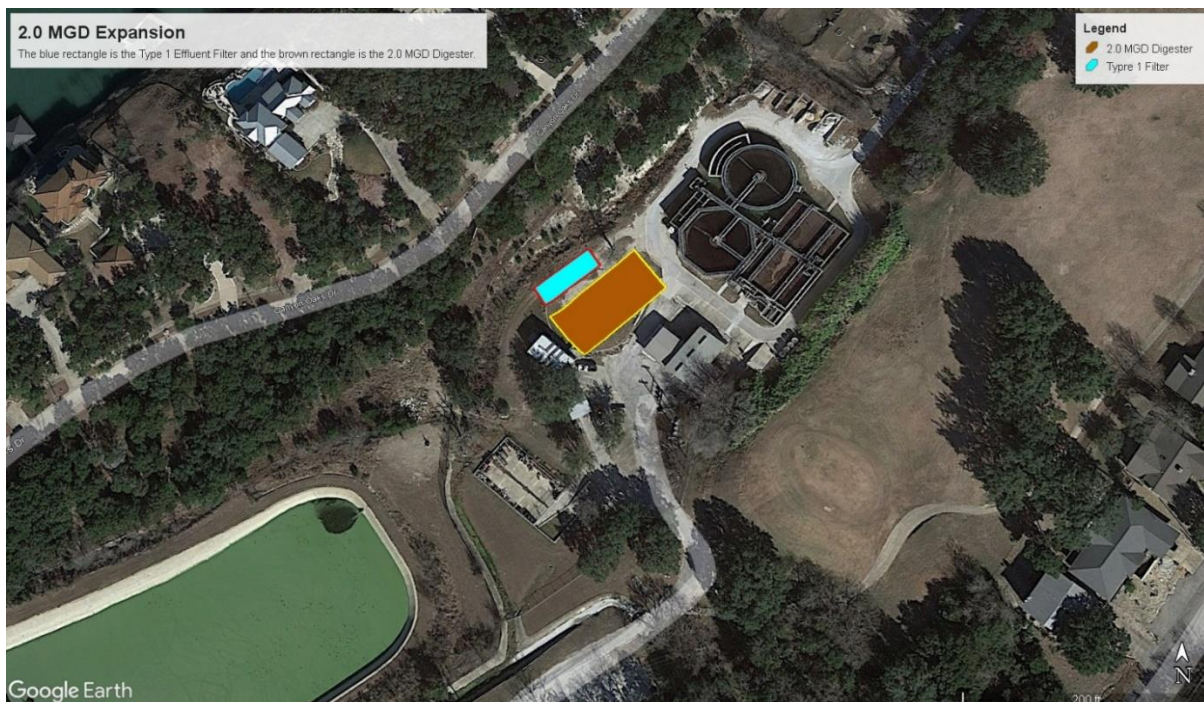 2.0 MGD Expansion
The blue rectangle is the Type 1 Effluent Filter and the brown rectangle is the 2.0 MGD Digester.
Legend
2.0 MGD Digester
Typre 1 Filter
Dr
Google Earth
N
200 ft